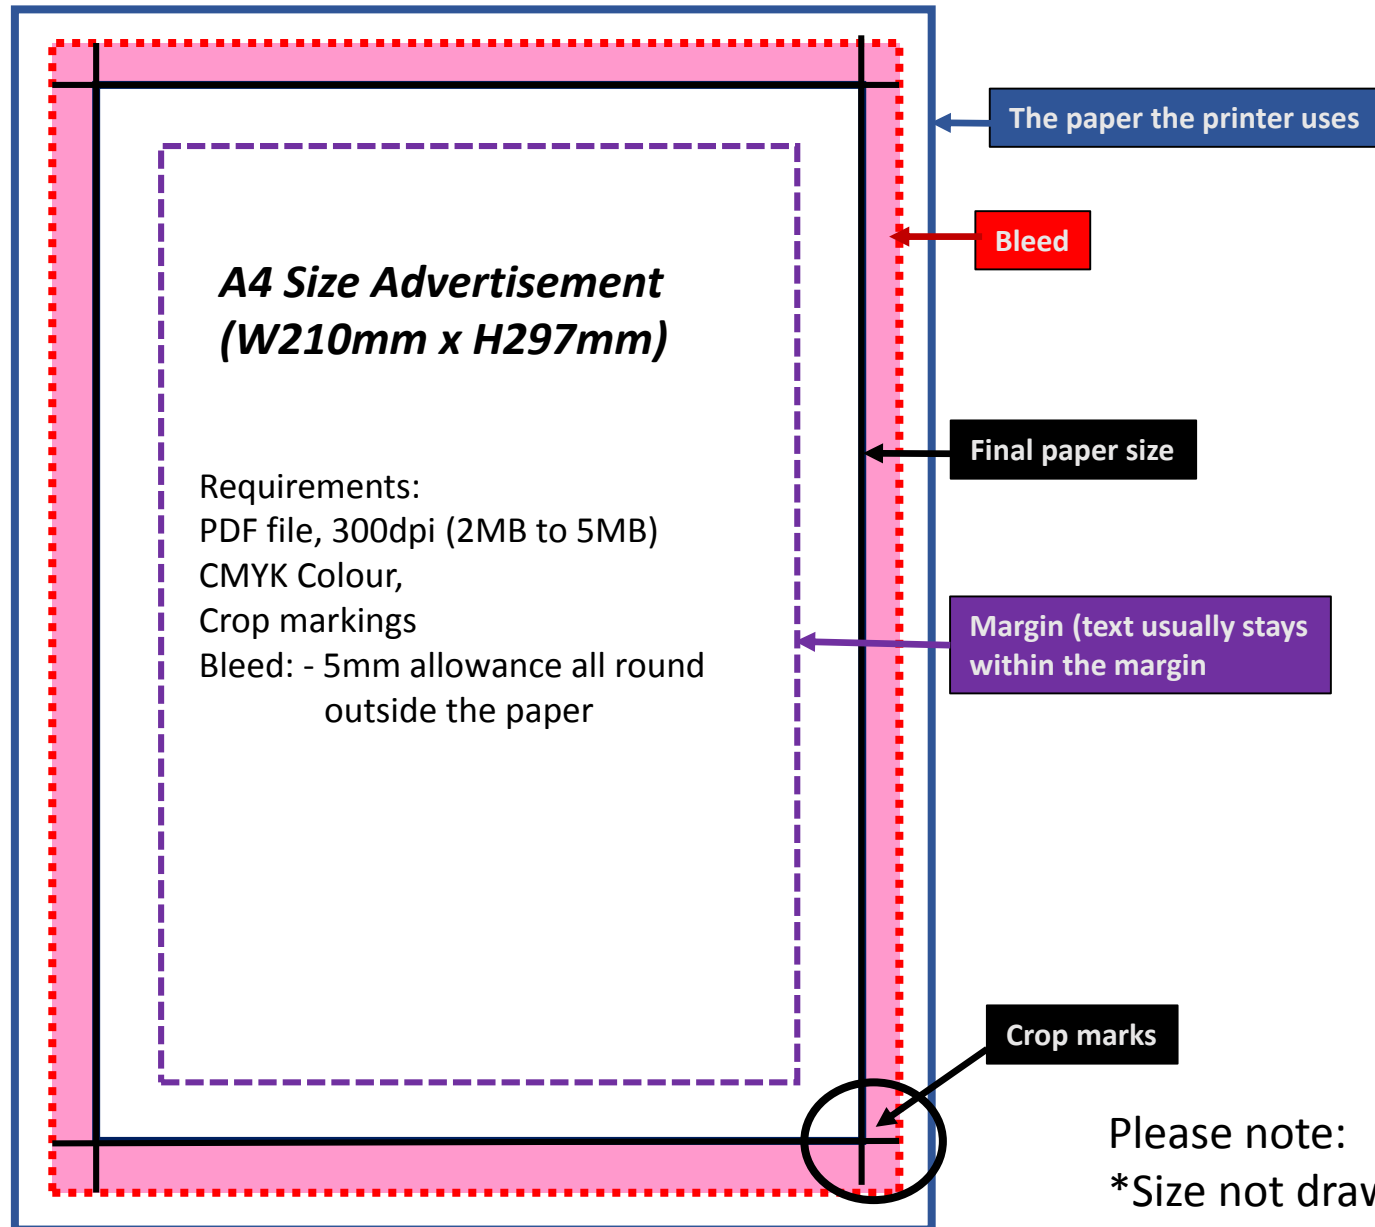 The paper the printer uses
Bleed
A4 Size Advertisement
(W210mm x H297mm)
Final paper size
Requirements:
PDF file, 300dpi (2MB to 5MB)
CMYK Colour,
Crop markings
Bleed: - 5mm allowance all round
outside the paper
Margin (text usually stays
within the margin
Crop marks
Please note:
*Size not